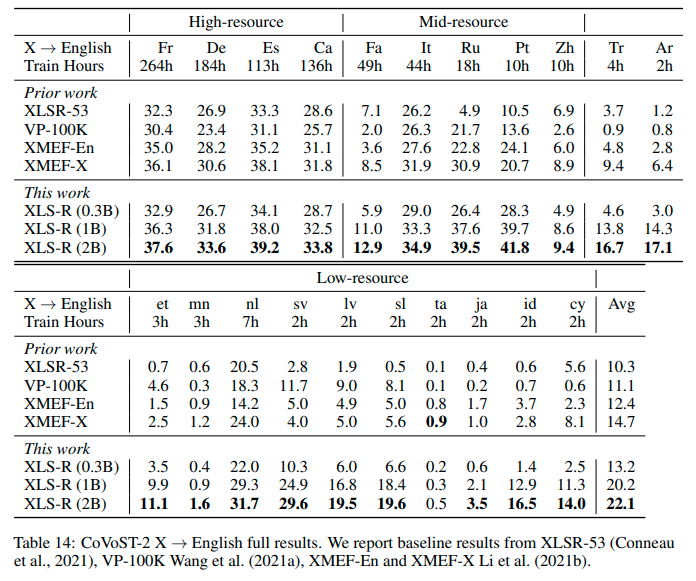 High-resource Mid-resource
X → English Fr De Es Ca Fa It Ru Pt Zh Tr Ar
Train Hours 264h 184h 113h 136h 49h 44h 18h 10h 10h 4h 2h
Prior work
XLSR-53 32.3 26.9 33.3 28.6 7.1 26.2 4.9 10.5 6.9 3.7 1.2
VP-100K 30.4 23.4 31.1 25.7 2.0 26.3 21.7 13.6 2.6 0.9 0.8
XMEF-En 35.0 28.2 35.2 31.1 3.6 27.6 22.8 24.1 6.0 4.8 2.8
XMEF-X 36.1 30.6 38.1 31.8 8.5 31.9 30.9 20.7 8.9 9.4 6.4
This work
XLS-R (0.3B) 32.9 26.7 34.1 28.7 5.9 29.0 26.4 28.3 4.9 4.6 3.0
XLS-R (1B) 36.3 31.8 38.0 32.5 11.0 33.3 37.6 39.7 8.6 13.8 14.3
XLS-R (2B) 37.6 33.6 39.2 33.8 12.9 34.9 39.5 41.8 9.4 16.7 17.1
Low-resource
X → English et mn nl sv lv sl ta ja id cy Avg
Train Hours 3h 3h 7h 2h 2h 2h 2h 2h 2h 2h
Prior work
XLSR-53 0.7 0.6 20.5 2.8 1.9 0.5 0.1 0.4 0.6 5.6 10.3
VP-100K 4.6 0.3 18.3 11.7 9.0 8.1 0.1 0.2 0.7 0.6 11.1
XMEF-En 1.5 0.9 14.2 5.0 4.9 5.0 0.8 1.7 3.7 2.3 12.4
XMEF-X 2.5 1.2 24.0 4.0 5.0 5.6 0.9 1.0 2.8 8.1 14.7
This work
XLS-R (0.3B) 3.5 0.4 22.0 10.3 6.0 6.6 0.2 0.6 1.4 2.5 13.2
XLS-R (1B) 9.9 0.9 29.3 24.9 16.8 18.4 0.3 2.1 12.9 11.3 20.2
XLS-R (2B) 11.1 1.6 31.7 29.6 19.5 19.6 0.5 3.5 16.5 14.0 22.1
Table 14: CoVoST-2 X → English full results. We report baseline results from XLSR-53 (Conneau
et al., 2021), VP-100K Wang et al. (2021a), XMEF-En and XMEF-X Li et al. (2021b).